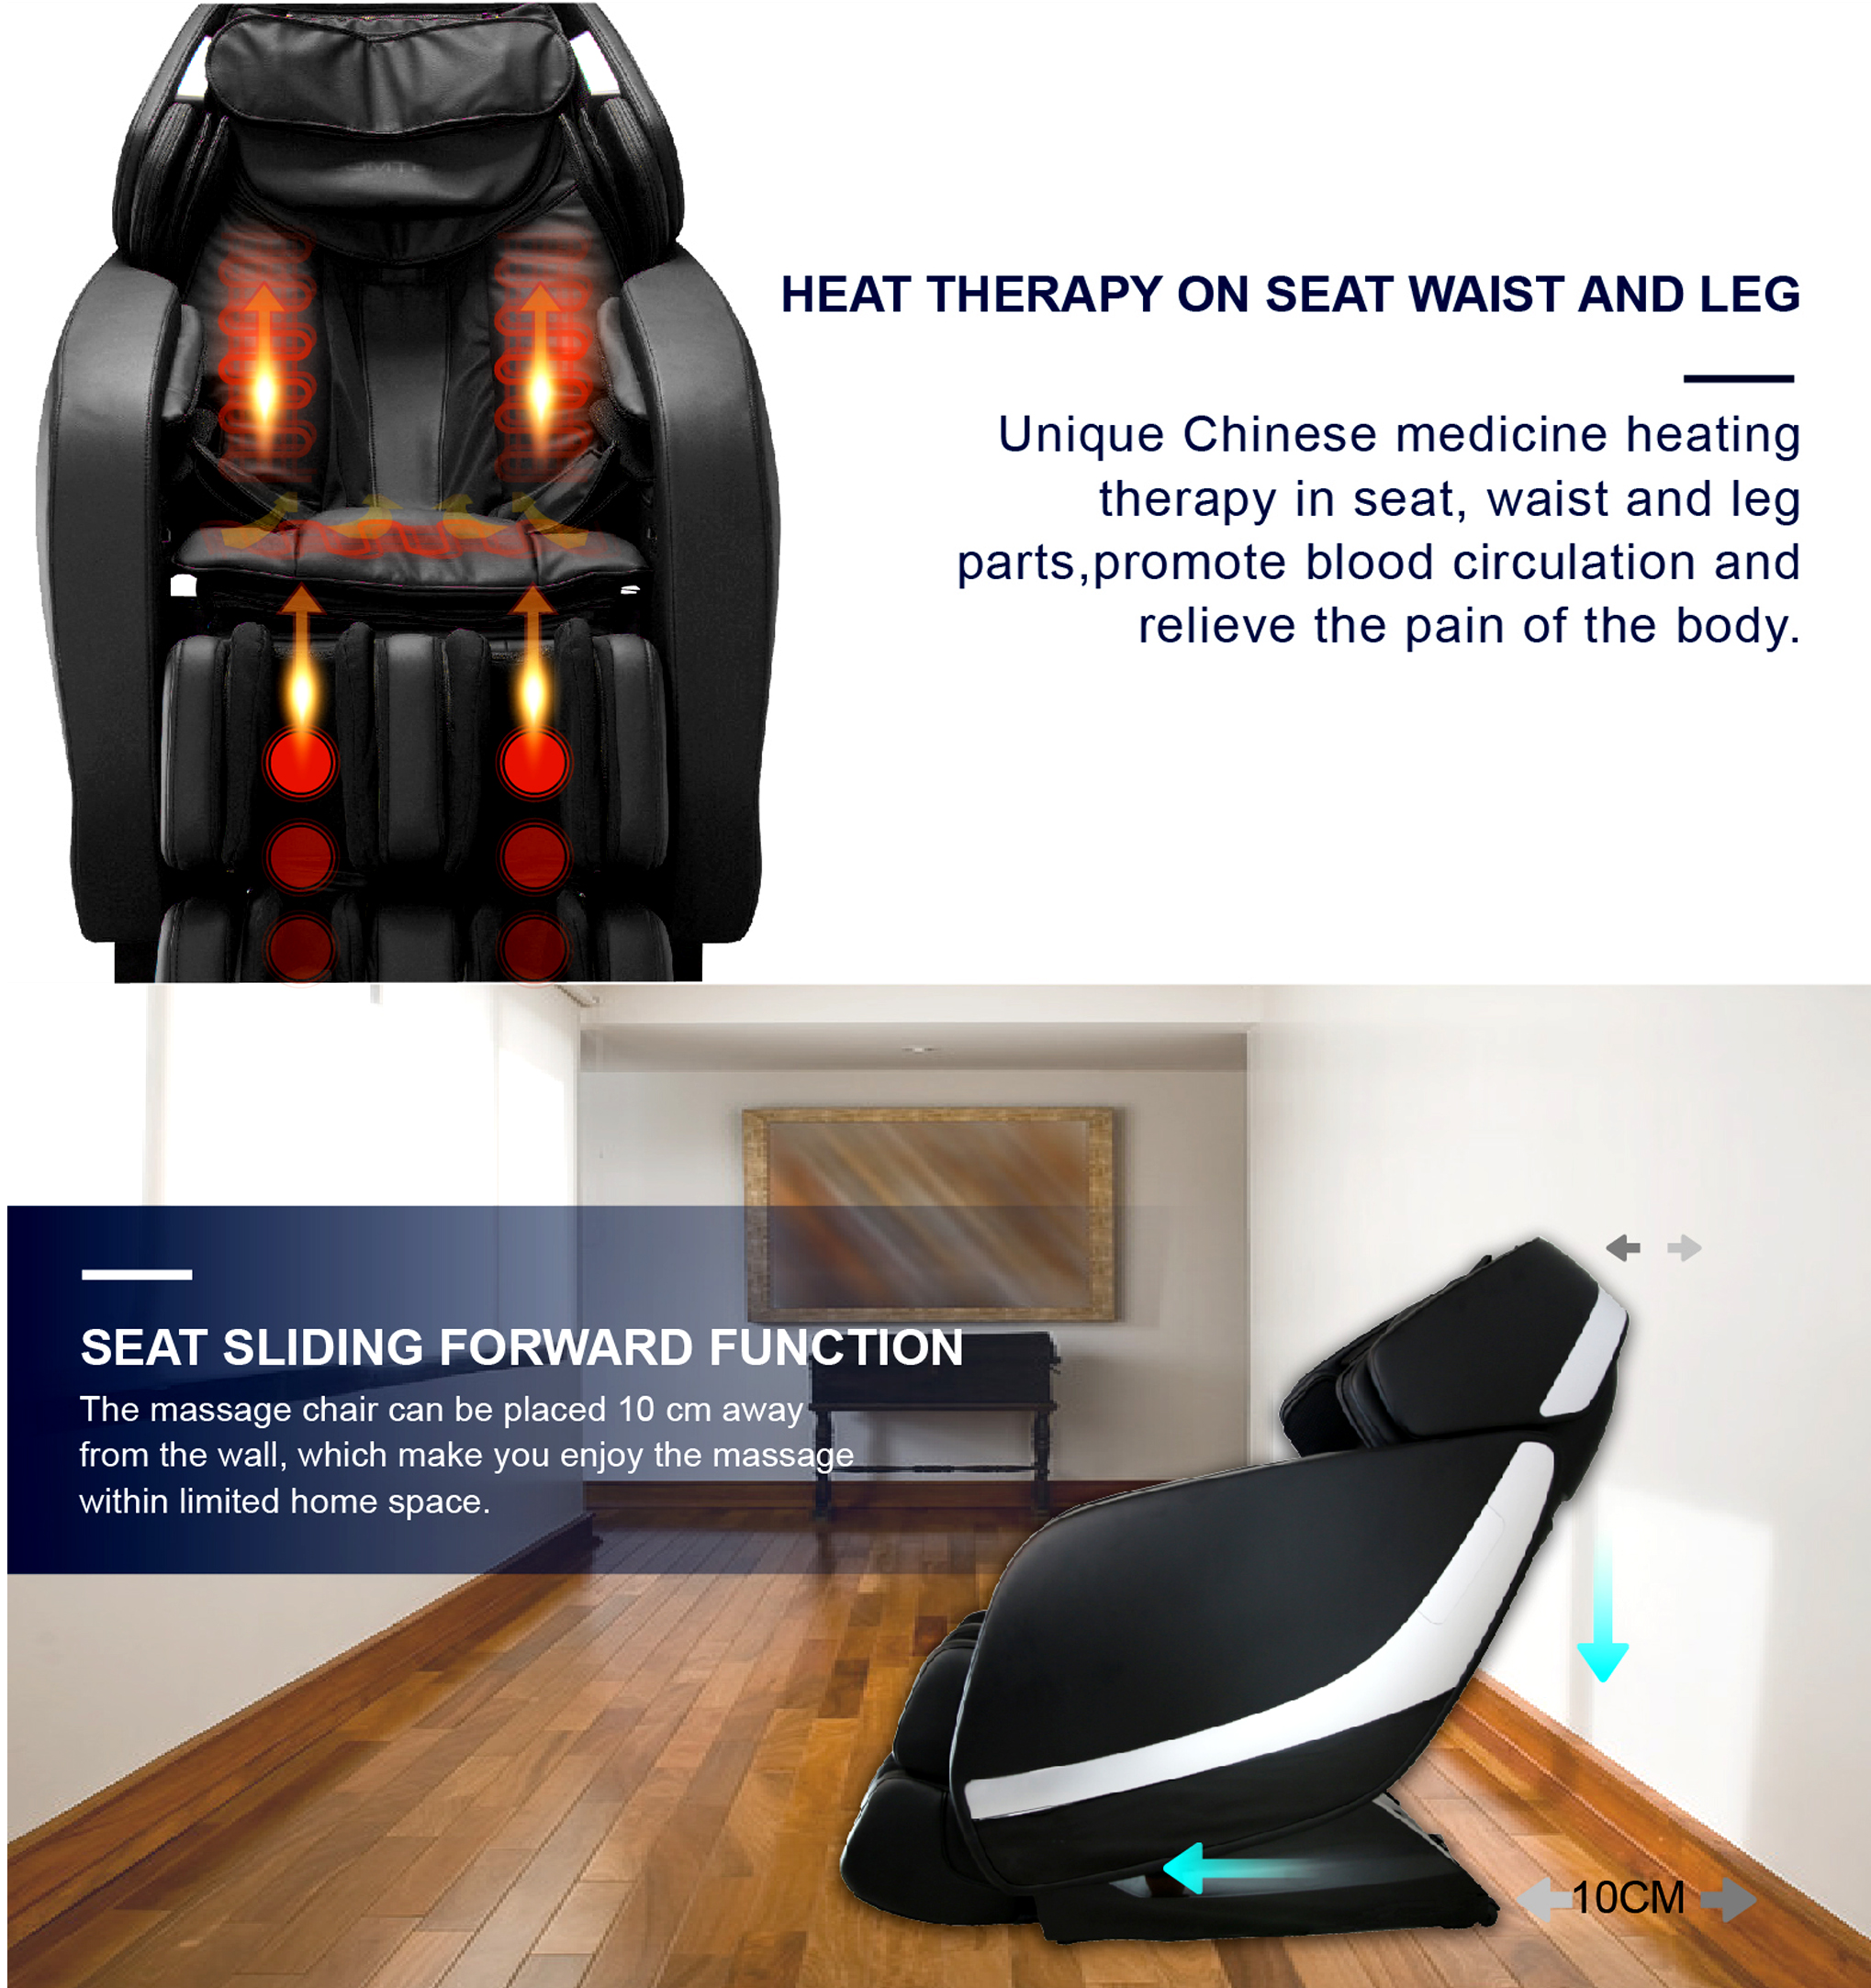 HEAT THERAPY ON SEAT WAIST AND LEG
Unique Chinese medicine heating
therapy in seat, waist and leg
parts,promote blood circulation and
relieve the pain of the body.
SEAT SLIDING FORWARD FUNCTION
The massage chair can be placed 10 cm away
from the wall, which make you enjoy the massage
within limited home space.
10CM